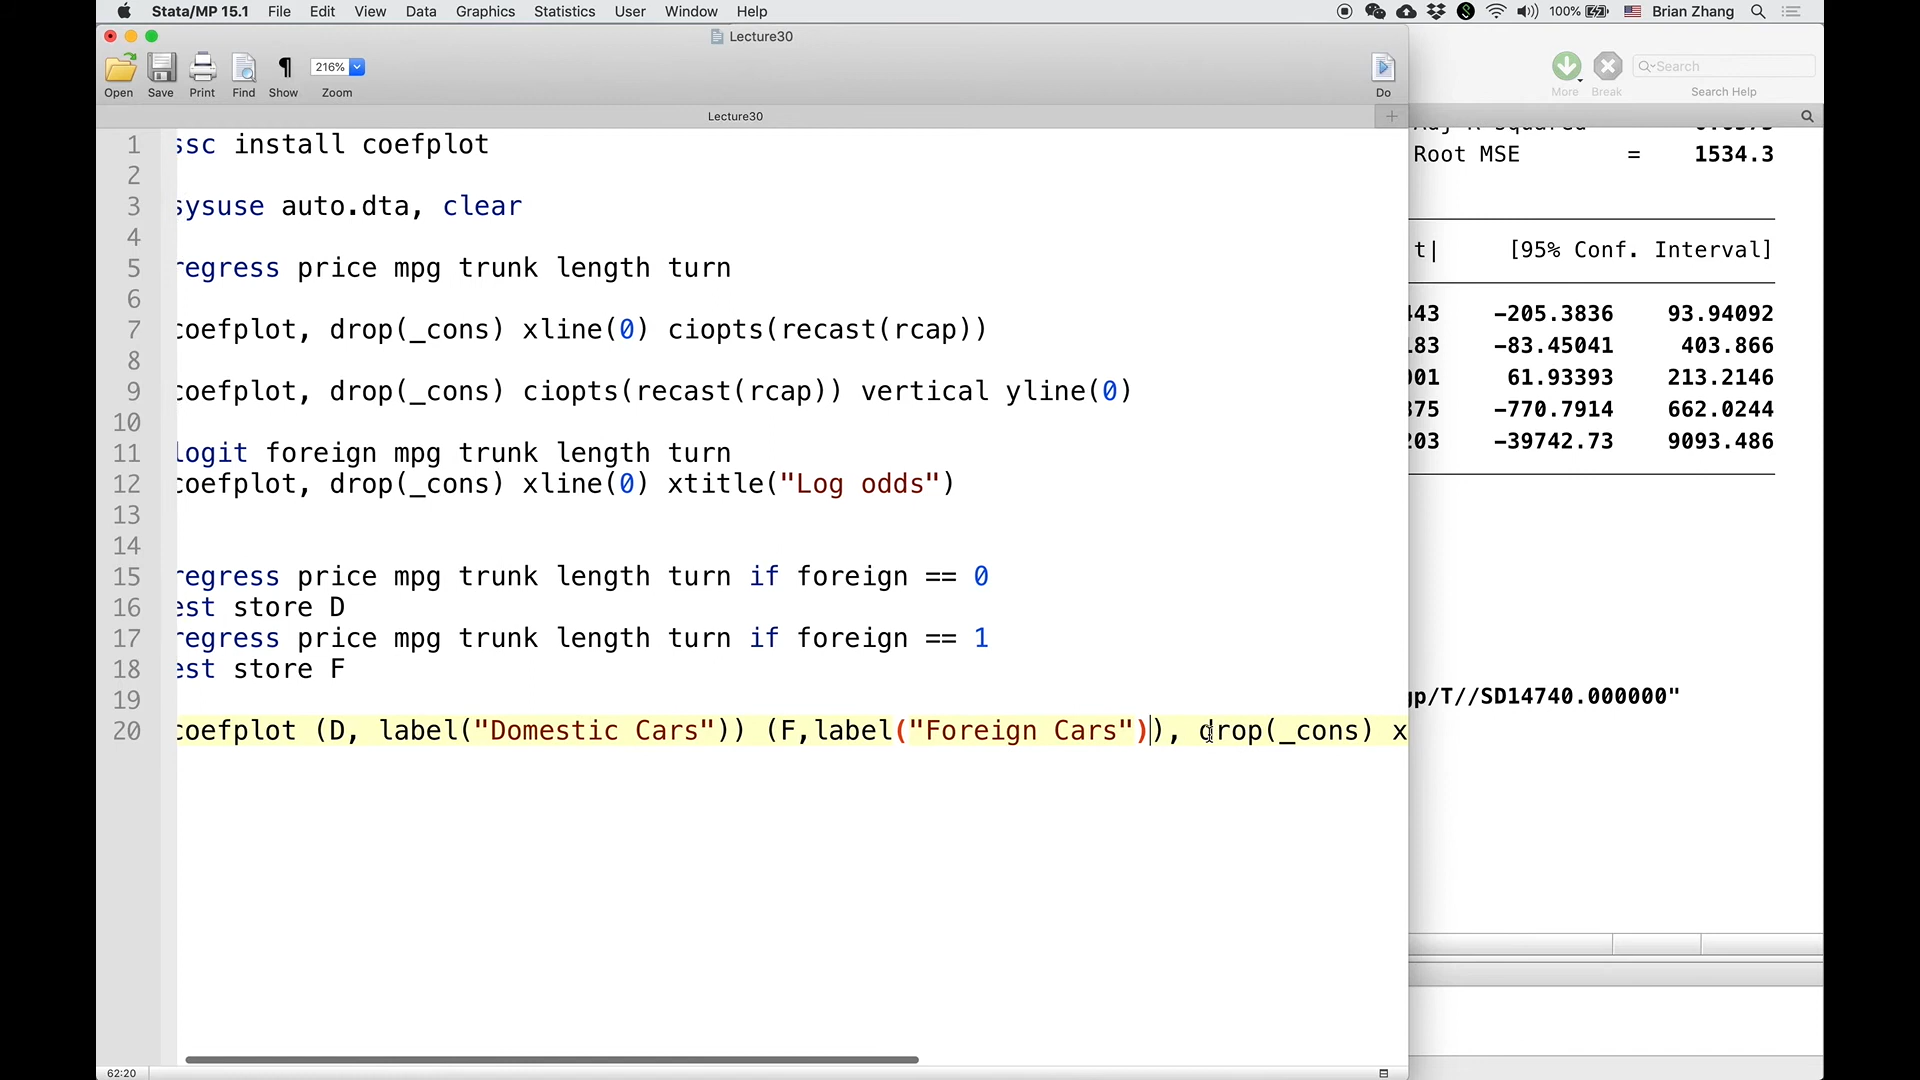 Stata/MP 15.1 File Edit View Data Graphics Statistics User Window Help 100% Brian Zhang
Lecture30
Open Save Print Find Show 216% Zoom Do
Lecture30
1 ssc install coefplot
2
3 sysuse auto.dta, clear
4
5 regress price mpg trunk length turn
6
7 coefplot, drop(_cons) xline(0) ciopts(recast(rcap))
8
9 coefplot, drop(_cons) ciopts(recast(rcap)) vertical yline(0)
10
11 logit foreign mpg trunk length turn
12 coefplot, drop(_cons) xline(0) xtitle("Log odds")
13
14
15 regress price mpg trunk length turn if foreign == 0
16 est store D
17 regress price mpg trunk length turn if foreign == 1
18 est store F
19
20 coefplot (D, label("Domestic Cars")) (F,label("Foreign Cars")), drop(_cons) x
62:20
Search
More Break Search Help
Root MSE = 1534.3
t| [95% Conf. Interval]
443 -205.3836 93.94092
183 -83.45041 403.866
001 61.93393 213.2146
375 -770.7914 662.0244
203 -39742.73 9093.486
gp/T//SD14740.000000"